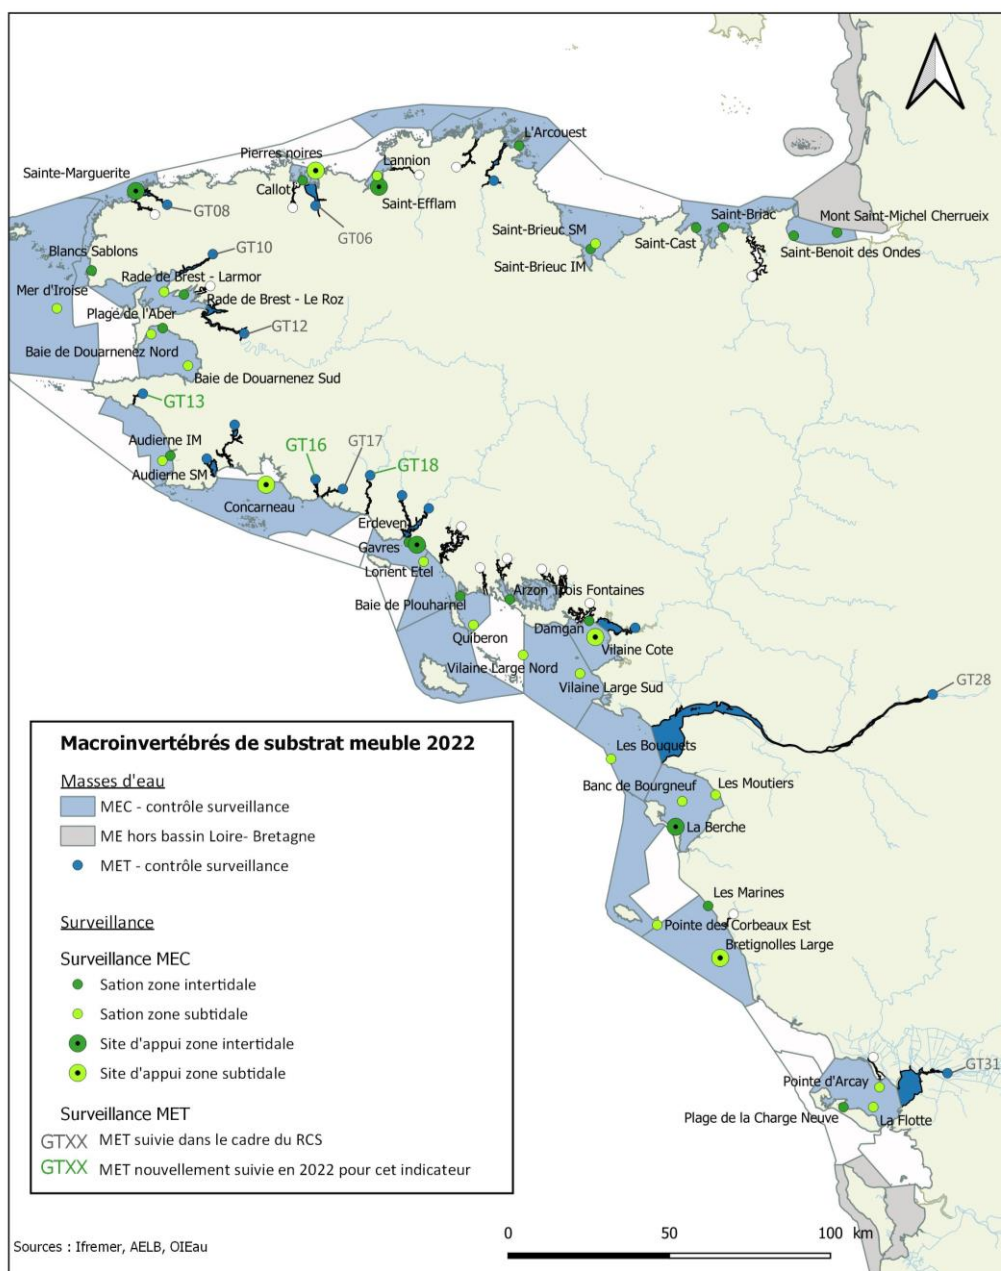 L'Arcouest
Pierres noires
Lannion
Sainte-Marguerite
Callot
Saint-Efflam
GT08
GT06
Saint-Briac
Mont Saint-Michel Cherrueix
Saint-Brieuc SM
Saint-Cast
Saint-Benoit des Ondes
Saint-Brieuc IM
GT10
Blancs Sablons
Rade de Brest - Larmor
Mer d'Iroise
Rade de Brest - Le Roz
Plage de l'Aber
GT12
Baie de Douarnenez Nord
Baie de Douarnenez Sud
GT13
Audierne IM
GT16
GT17
GT18
Audierne SM
Concarneau
Erdeven
Gavres
Lorient Etel
Arzon Trois Fontaines
Baie de Plouharnel
Damgan
Quiberon
Vilaine Cote
Vilaine Large Nord
Vilaine Large Sud
GT28
Les Bouquets
Banc de Bourgneuf
Les Moutiers
La Berche
Les Marines
Pointe des Corbeaux Est
Bretignolles Large
GT31
Pointe d'Arcay
Plage de la Charge Neuve
La Flotte
Macroinvertébrés de substrat meuble 2022
Masses d'eau
MEC - contrôle surveillance
ME hors bassin Loire- Bretagne
MET - contrôle surveillance
Surveillance
Surveillance MEC
Sation zone intertidale
Sation zone subtidale
Site d'appui zone intertidale
Site d'appui zone subtidale
Surveillance MET
GTXX MET suivie dans le cadre du RCS
GTXX MET nouvellement suivie en 2022 pour cet indicateur
Sources : Ifremer, AELB, OIEau
0 50 100 km